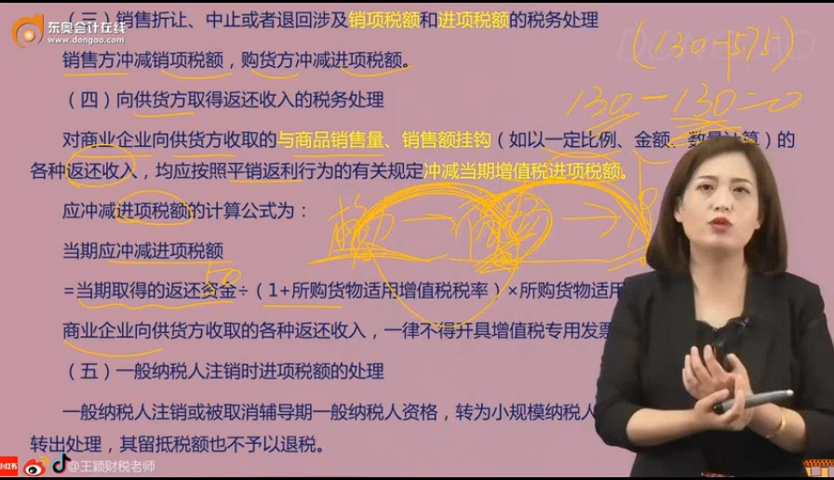 东奥会计在线
www.dongao.com
（三）销售折让、中止或者退回涉及销项税额和进项税额的税务处理
销售方冲减销项税额，购货方冲减进项税额。
(130-5.75)
（四）向供货方取得返还收入的税务处理
130-130=0
对商业企业向供货方收取的与商品销售量、销售额挂钩（如以一定比例、金额、数量计算）的
各种返还收入，均应按照平销返利行为的有关规定冲减当期增值税进项税额。
应冲减进项税额的计算公式为：
当期应冲减进项税额
50
=当期取得的返还资金÷（1+所购货物适用增值税税率）×所购货物适用
商业企业向供货方收取的各种返还收入，一律不得开具增值税专用发票
（五）一般纳税人注销时进项税额的处理
一般纳税人注销或被取消辅导期一般纳税人资格，转为小规模纳税人
转出处理，其留抵税额也不予以退税。
小红书
@王颖财税老师